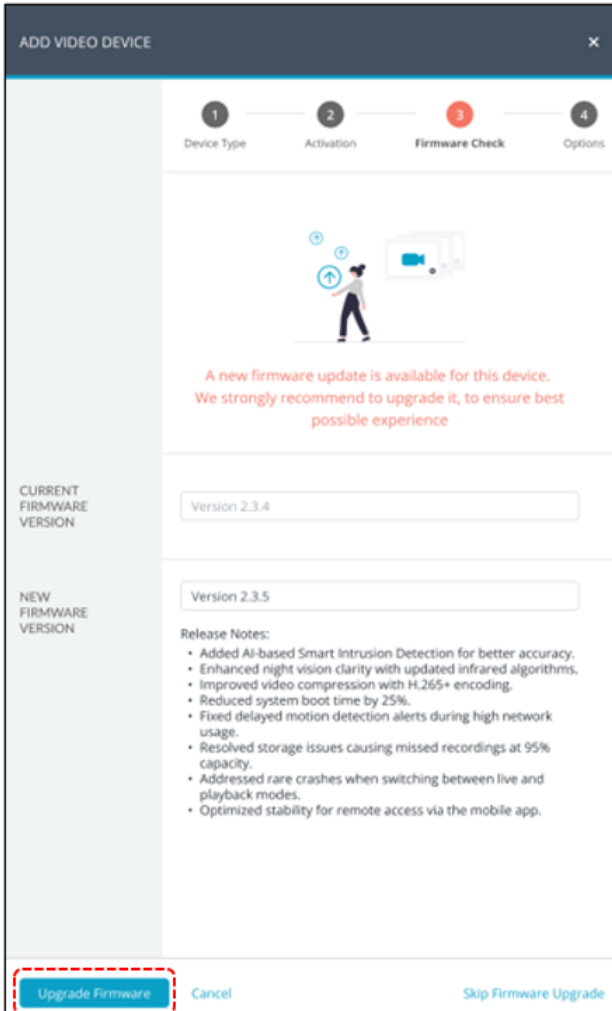 ADD VIDEO DEVICE ×
1 2 3 4
Device Type Activation Firmware Check Options
A new firmware update is available for this device.
We strongly recommend to upgrade it, to ensure best
possible experience
CURRENT
FIRMWARE
VERSION
Version 2.3.4
NEW
FIRMWARE
VERSION
Version 2.3.5
Release Notes:
• Added AI-based Smart Intrusion Detection for better accuracy.
• Enhanced night vision clarity with updated infrared algorithms.
• Improved video compression with H.265+ encoding.
• Reduced system boot time by 25%.
• Fixed delayed motion detection alerts during high network
usage.
• Resolved storage issues causing missed recordings at 95%
capacity.
• Addressed rare crashes when switching between live and
playback modes.
• Optimized stability for remote access via the mobile app.
Upgrade Firmware Cancel Skip Firmware Upgrade